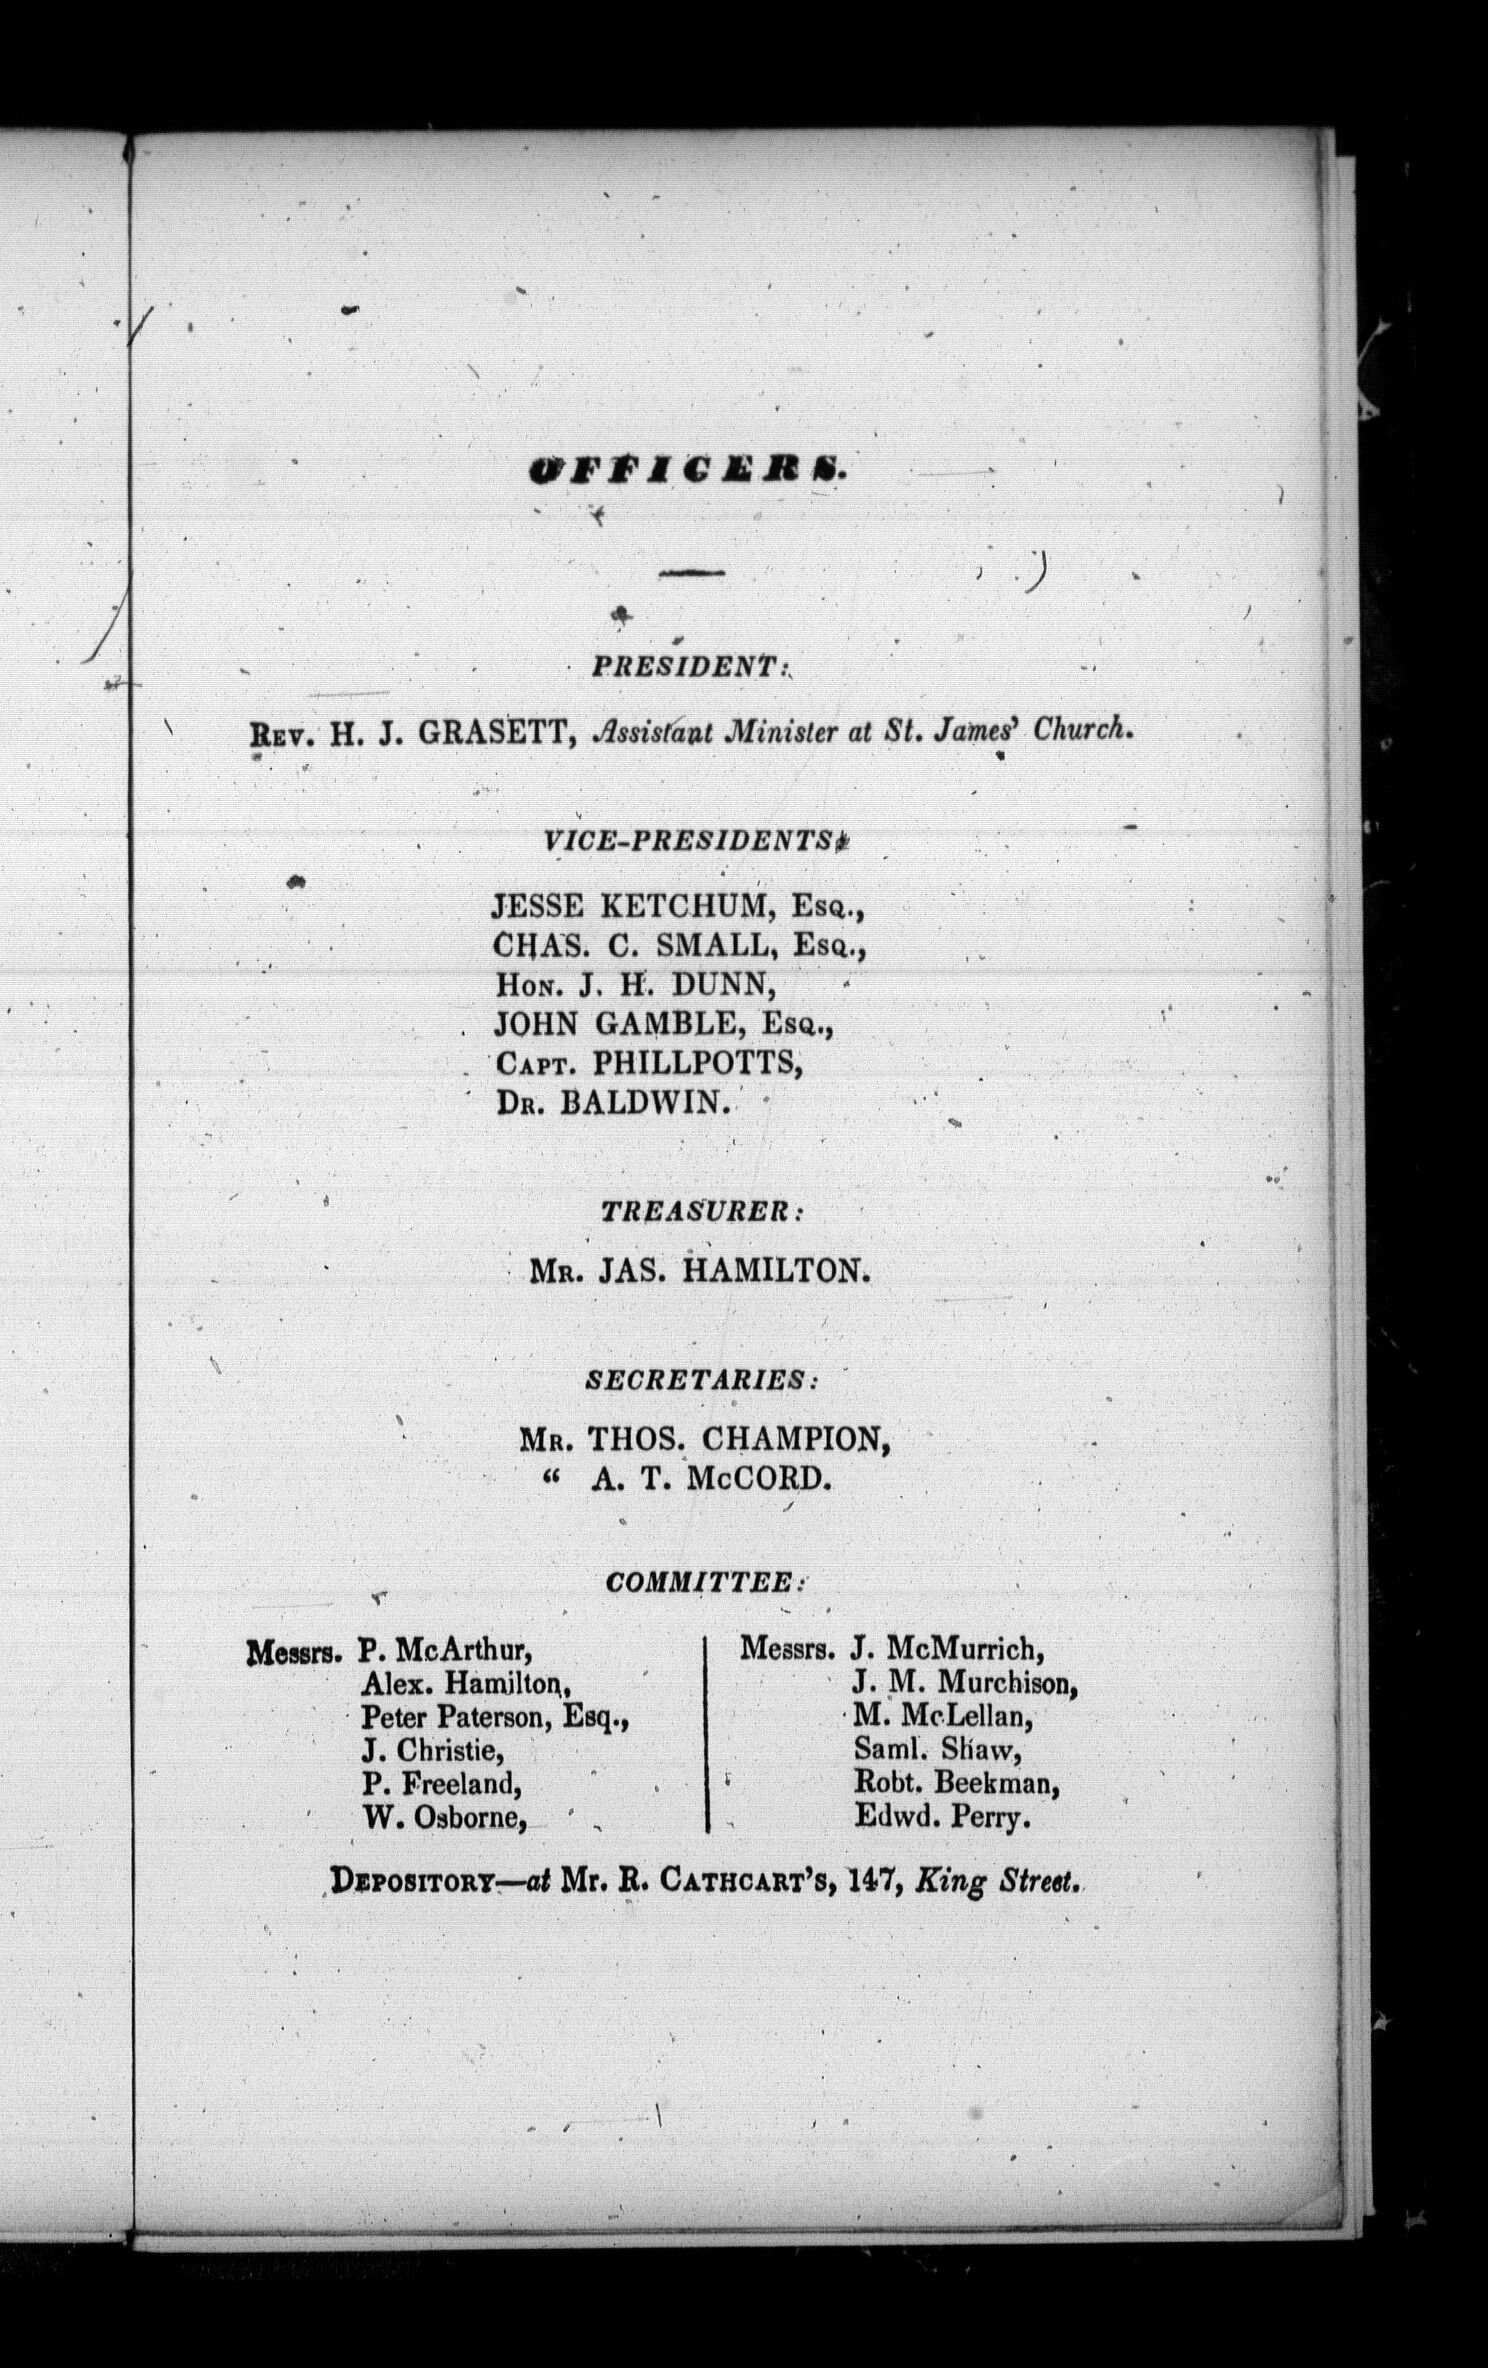 OFFICERS.
PRESIDENT:
REV. H. J. GRASETT, Assistant Minister at St. James' Church.
VICE-PRESIDENTS:
JESSE KETCHUM, ESQ.,
CHAS. C. SMALL, ESQ.,
HON. J. H. DUNN,
JOHN GAMBLE, ESQ.,
CAPT. PHILLPOTTS,
DR. BALDWIN.
TREASURER:
MR. JAS. HAMILTON.
SECRETARIES:
MR. THOS. CHAMPION,
“ A. T. McCORD.
COMMITTEE:
Messrs. P. McArthur,
Alex. Hamilton,
Peter Paterson, Esq.,
J. Christie,
P. Freeland,
W. Osborne,
Messrs. J. McMurrich,
J. M. Murchison,
M. McLellan,
Saml. Shaw,
Robt. Beekman,
Edwd. Perry.
DEPOSITORY—at Mr. R. CATHCART'S, 147, King Street.